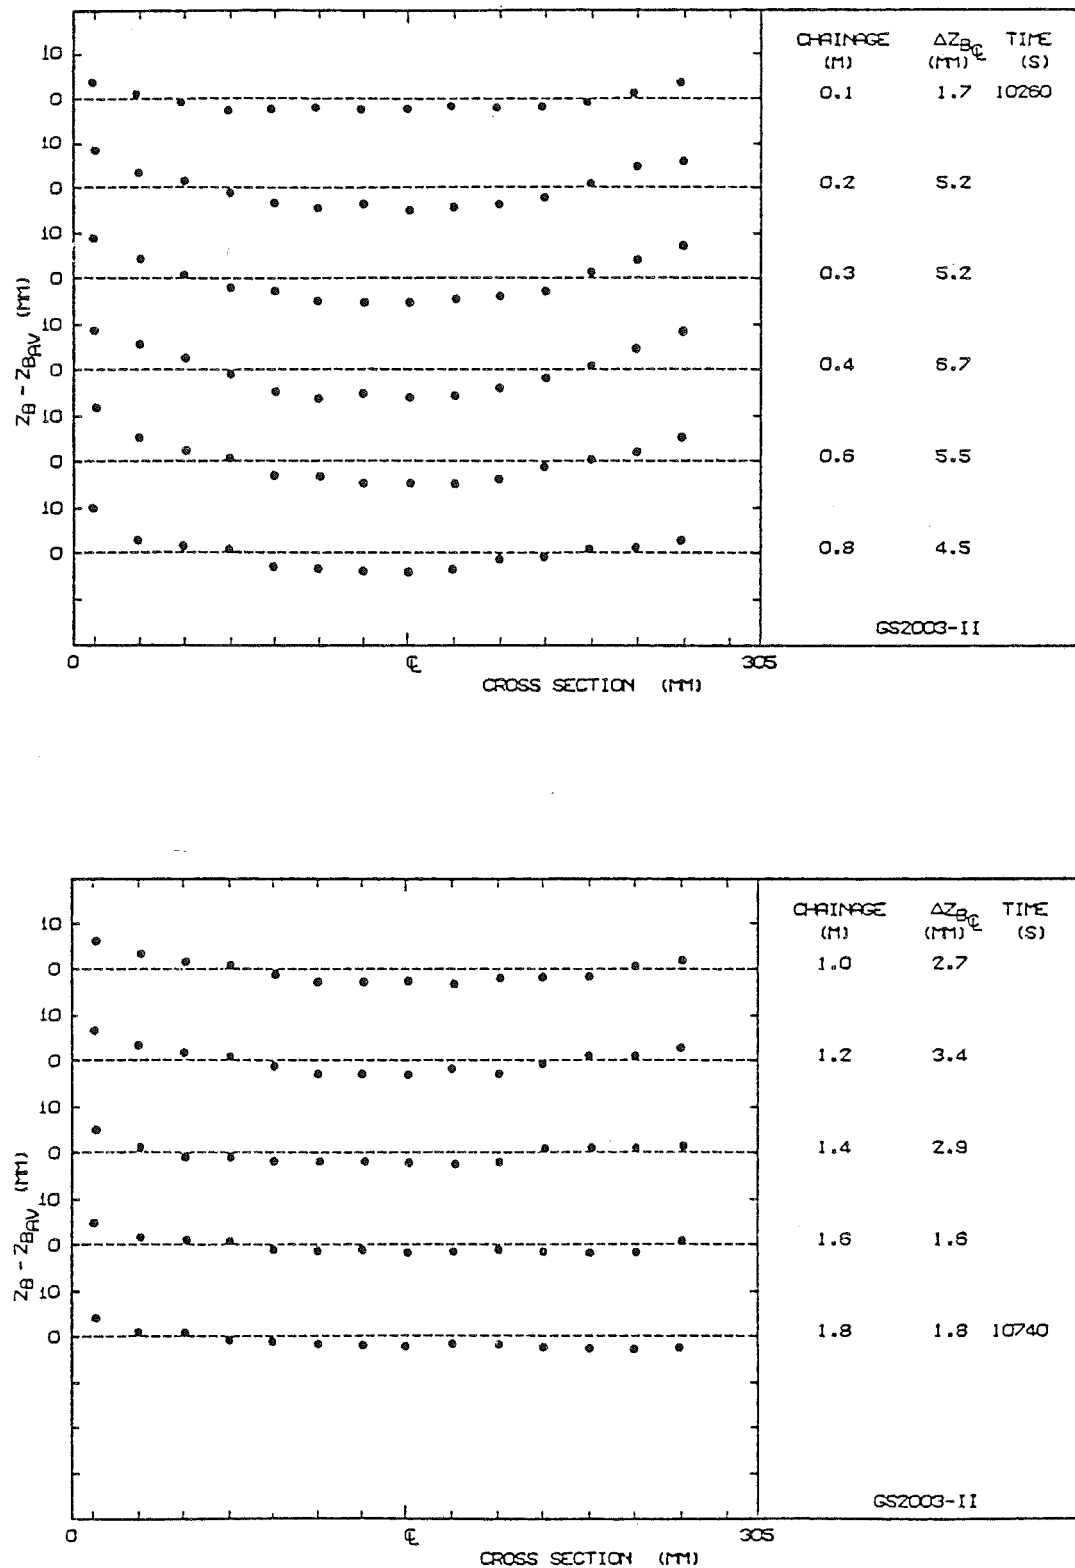 CHAINAGE ΔZB℄ TIME
(M) (MM) (S)
10
0
0.1 1.7 10260
10
0
0.2 5.2
10
0
0.3 5.2
10
0
0.4 6.7
10
0
0.6 5.5
10
0
0.8 4.5
ZB - ZBAV (MM)
GS2003-II
0 ℄ 305
CROSS SECTION (MM)
CHAINAGE ΔZB℄ TIME
(M) (MM) (S)
10
0
1.0 2.7
10
0
1.2 3.4
10
0
1.4 2.9
10
0
1.6 1.6
10
0
1.8 1.8 10740
ZB - ZBAV (MM)
GS2003-II
0 ℄ 305
CROSS SECTION (MM)